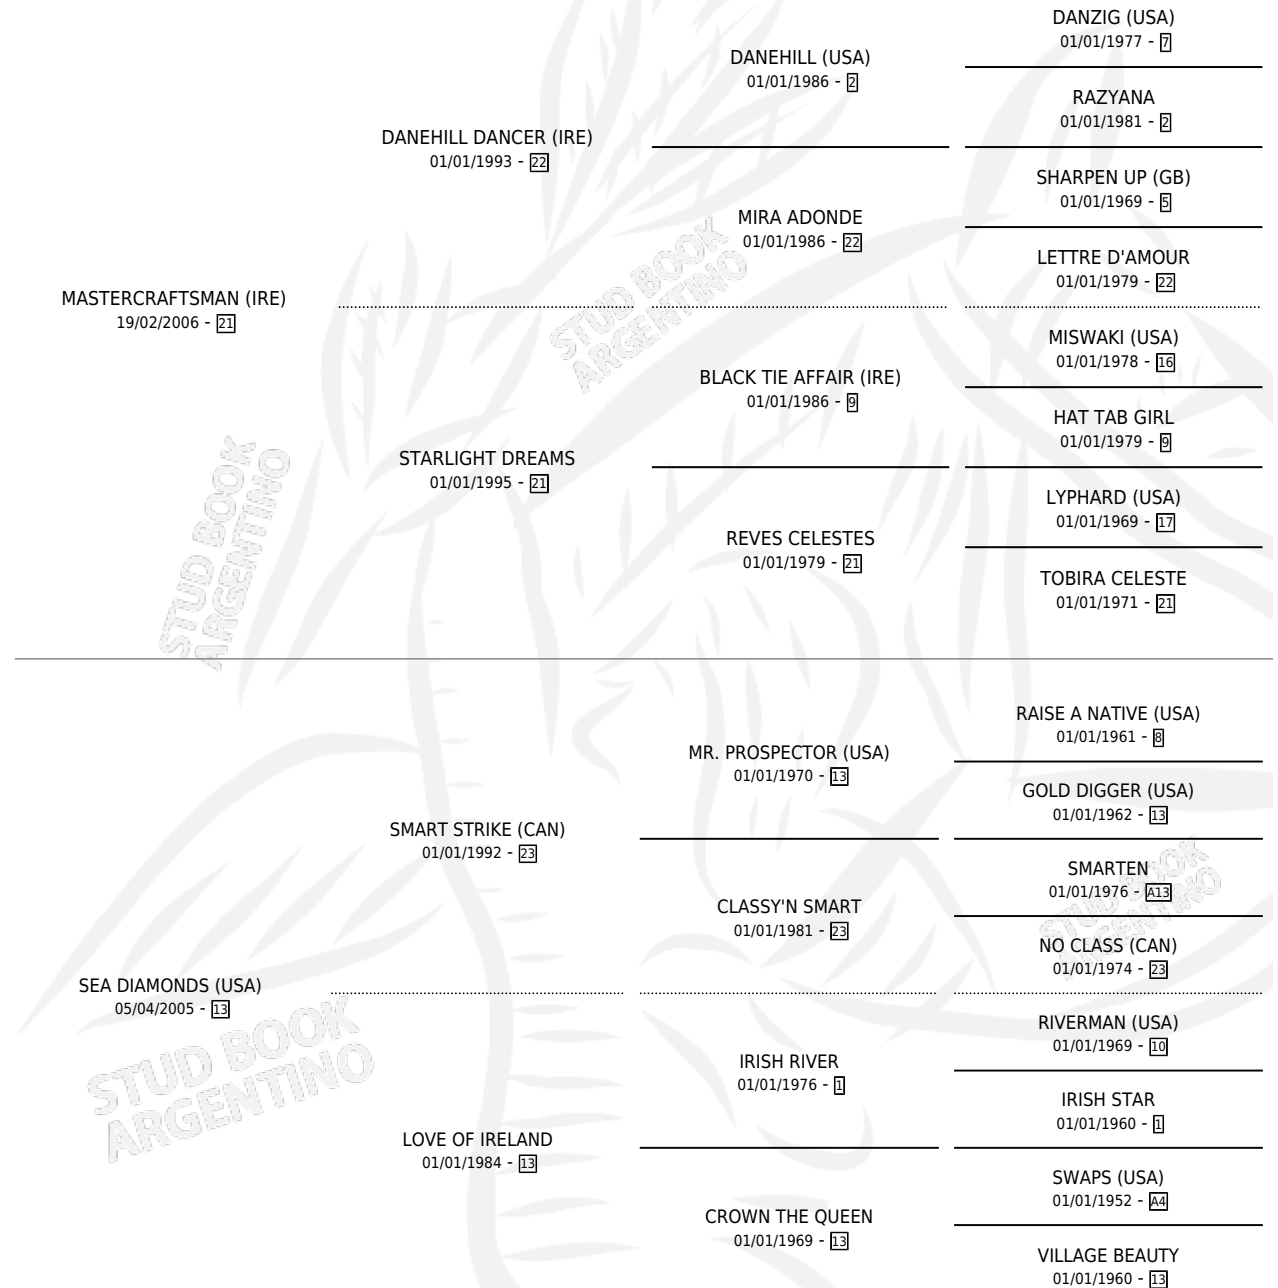 DANZIG (USA)
01/01/1977 - 7
DANEHILL (USA)
01/01/1986 - 2
RAZYANA
01/01/1981 - 2
DANEHILL DANCER (IRE)
01/01/1993 - 22
SHARPEN UP (GB)
01/01/1969 - 5
MIRA ADONDE
01/01/1986 - 22
LETTRE D'AMOUR
01/01/1979 - 22
MASTERCRAFTSMAN (IRE)
19/02/2006 - 21
STUD BOOK
ARGENTINO
MISWAKI (USA)
01/01/1978 - 16
BLACK TIE AFFAIR (IRE)
01/01/1986 - 9
HAT TAB GIRL
01/01/1979 - 9
STARLIGHT DREAMS
01/01/1995 - 21
LYPHARD (USA)
01/01/1969 - 17
REVES CELESTES
01/01/1979 - 21
TOBIRA CELESTE
01/01/1971 - 21
STUD BOOK
ARGENTINO
RAISE A NATIVE (USA)
01/01/1961 - 8
MR. PROSPECTOR (USA)
01/01/1970 - 13
GOLD DIGGER (USA)
01/01/1962 - 13
SMART STRIKE (CAN)
01/01/1992 - 23
SMARTEN
01/01/1976 - A13
CLASSY'N SMART
01/01/1981 - 23
STUD BOOK
ARGENTINO
NO CLASS (CAN)
01/01/1974 - 23
SEA DIAMONDS (USA)
05/04/2005 - 13
STUD BOOK
ARGENTINO
RIVERMAN (USA)
01/01/1969 - 10
IRISH RIVER
01/01/1976 - 1
IRISH STAR
01/01/1960 - 1
LOVE OF IRELAND
01/01/1984 - 13
SWAPS (USA)
01/01/1952 - A4
CROWN THE QUEEN
01/01/1969 - 13
VILLAGE BEAUTY
01/01/1960 - 13